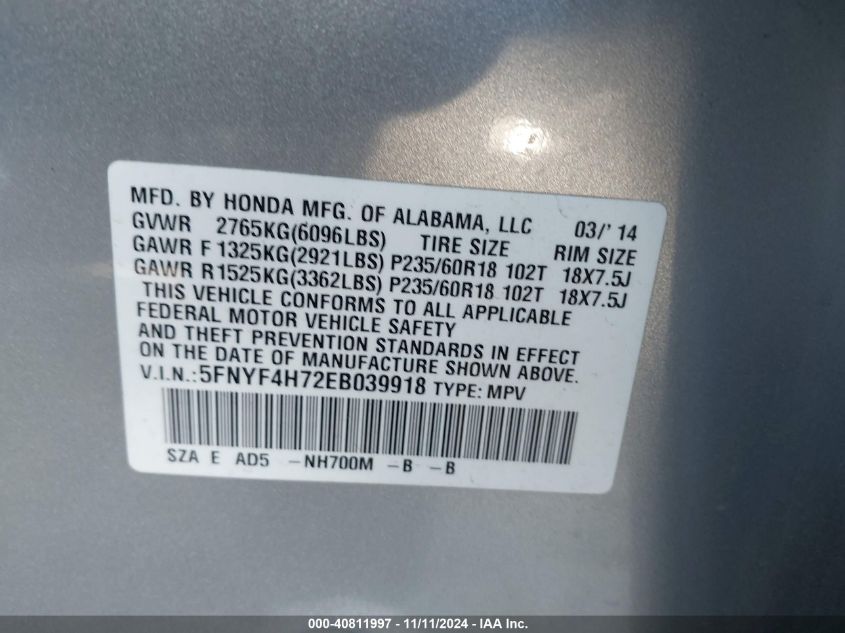 MFD. BY HONDA MFG. OF ALABAMA, LLC 03/' 14
GVWR 2765KG(6096LBS) TIRE SIZE RIM SIZE
GAWR F 1325KG(2921LBS) P235/60R18 102T 18X7.5J
GAWR R1525KG(3362LBS) P235/60R18 102T 18X7.5J
THIS VEHICLE CONFORMS TO ALL APPLICABLE
FEDERAL MOTOR VEHICLE SAFETY
AND THEFT PREVENTION STANDARDS IN EFFECT
ON THE DATE OF MANUFACTURE SHOWN ABOVE.
V.I.N.:5FNYF4H72EB039918 TYPE: MPV
SZA E AD5 -NH700M -B -B
000-40811997 - 11/11/2024 - IAA Inc.